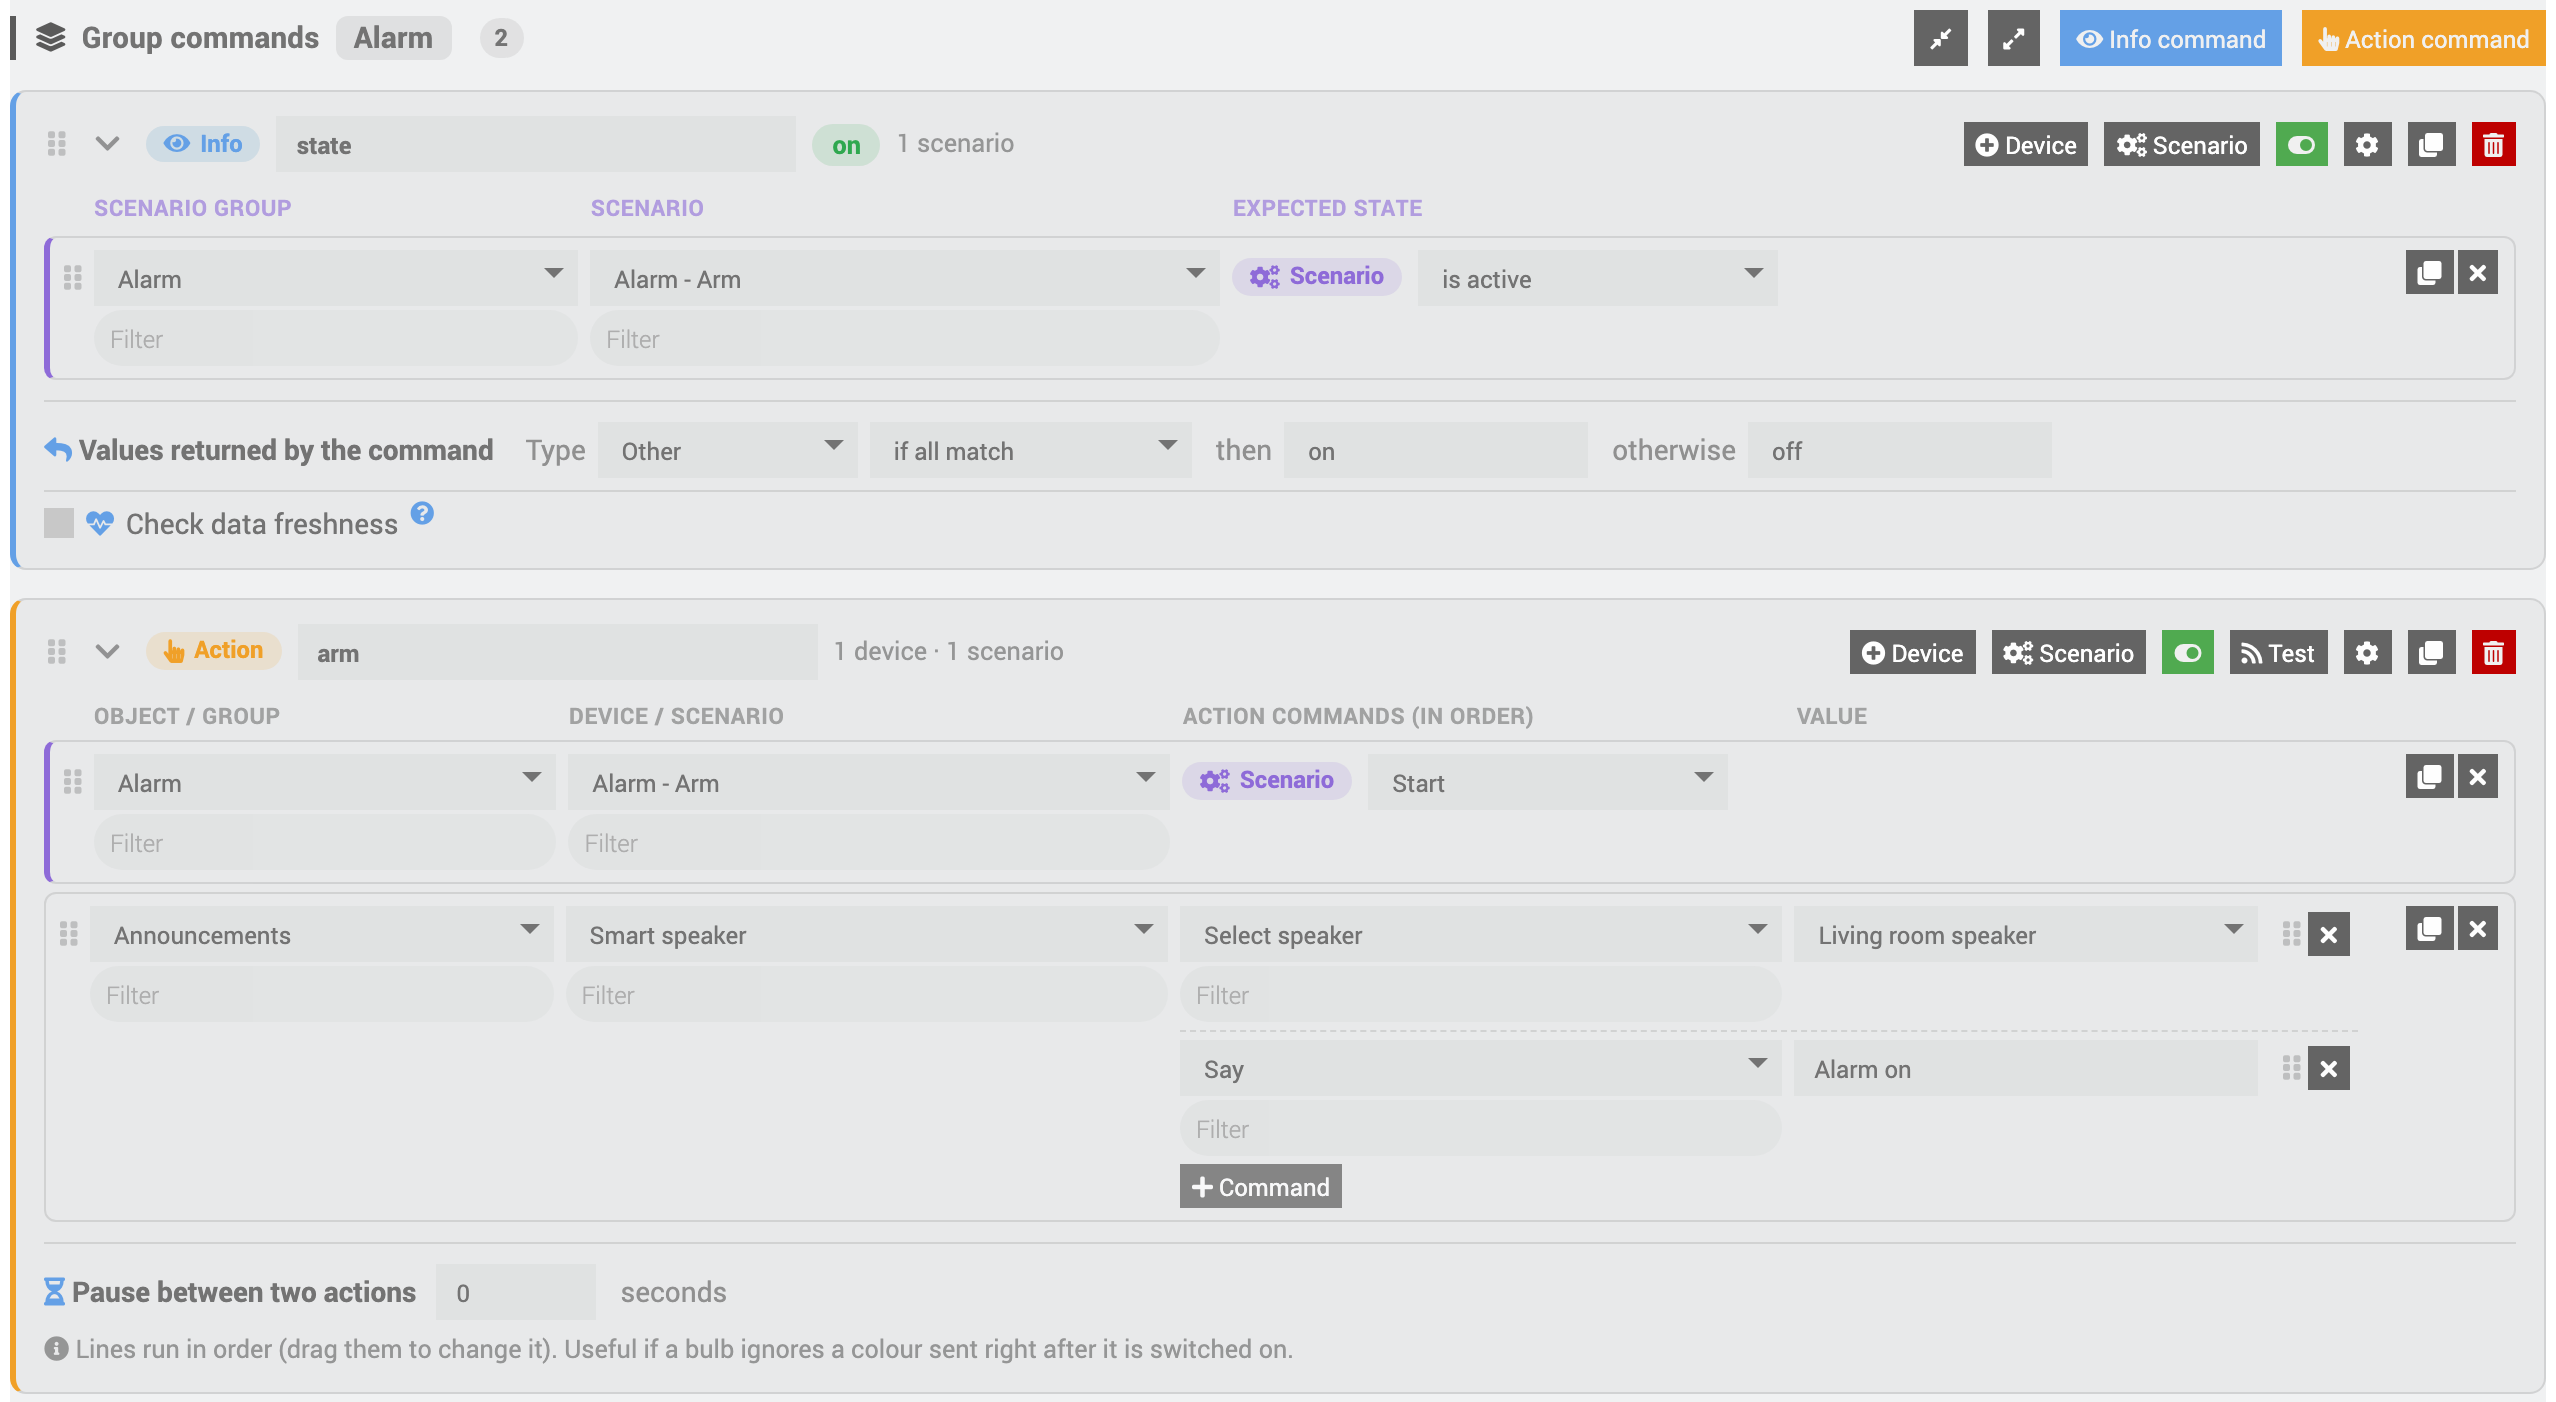 Group commands Alarm 2 Info command Action command
Info state on 1 scenario Device Scenario
SCENARIO GROUP SCENARIO EXPECTED STATE
Alarm Alarm - Arm Scenario is active
Filter Filter
Values returned by the command Type Other if all match then on otherwise off
Check data freshness ?
Action arm 1 device · 1 scenario Device Scenario Test
OBJECT / GROUP DEVICE / SCENARIO ACTION COMMANDS (IN ORDER) VALUE
Alarm Alarm - Arm Scenario Start
Filter Filter
Announcements Smart speaker Select speaker Living room speaker
Filter Filter Filter
Say Alarm on
Filter
Command
Pause between two actions 0 seconds
Lines run in order (drag them to change it). Useful if a bulb ignores a colour sent right after it is switched on.